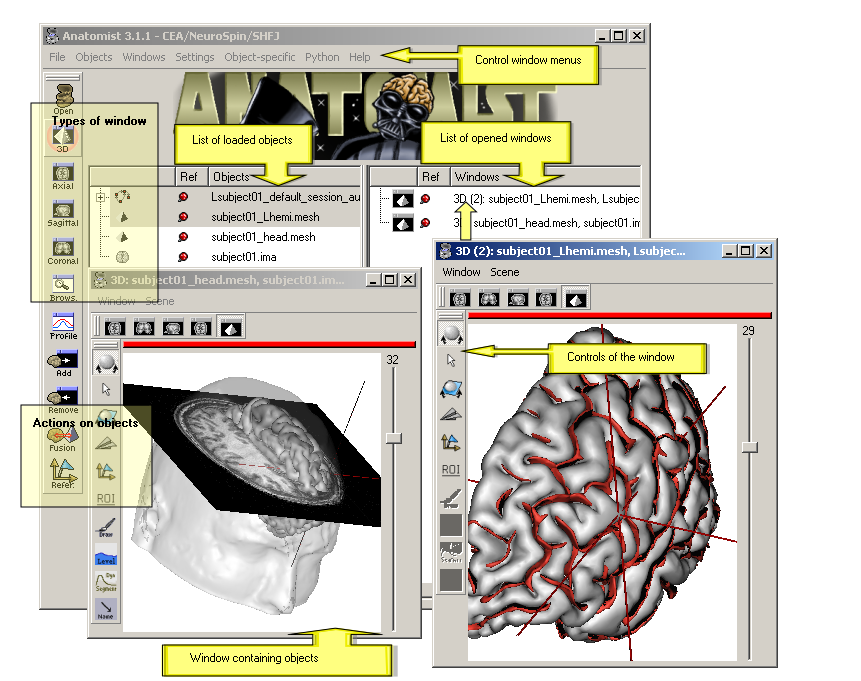 Anatomist 3.1.1 - CEA/NeuroSpin/SHFJ
File Objects Windows Settings Object-specific Python Help
Control window menus
Open
ANATOMIST
Types of window
3D
List of loaded objects
List of opened windows
Ref Objects
Ref Windows
Axial
Lsubject01_default_session_au
3D (2): subject01_Lhemi.mesh, Lsubjec
subject01_Lhemi.mesh
Sagittal
subject01_head.mesh, subject01.im
subject01_head.mesh
Coronal
subject01.ima
Brows.
Profile
Add
Remove
Actions on objects
Fusion
Refer.
3D: subject01_head.mesh, subject01.im...
Window Scene
32
ROI
Draw
Level
Segment
Name
Window containing objects
3D (2): subject01_Lhemi.mesh, Lsubjec...
Window Scene
29
Controls of the window
ROI